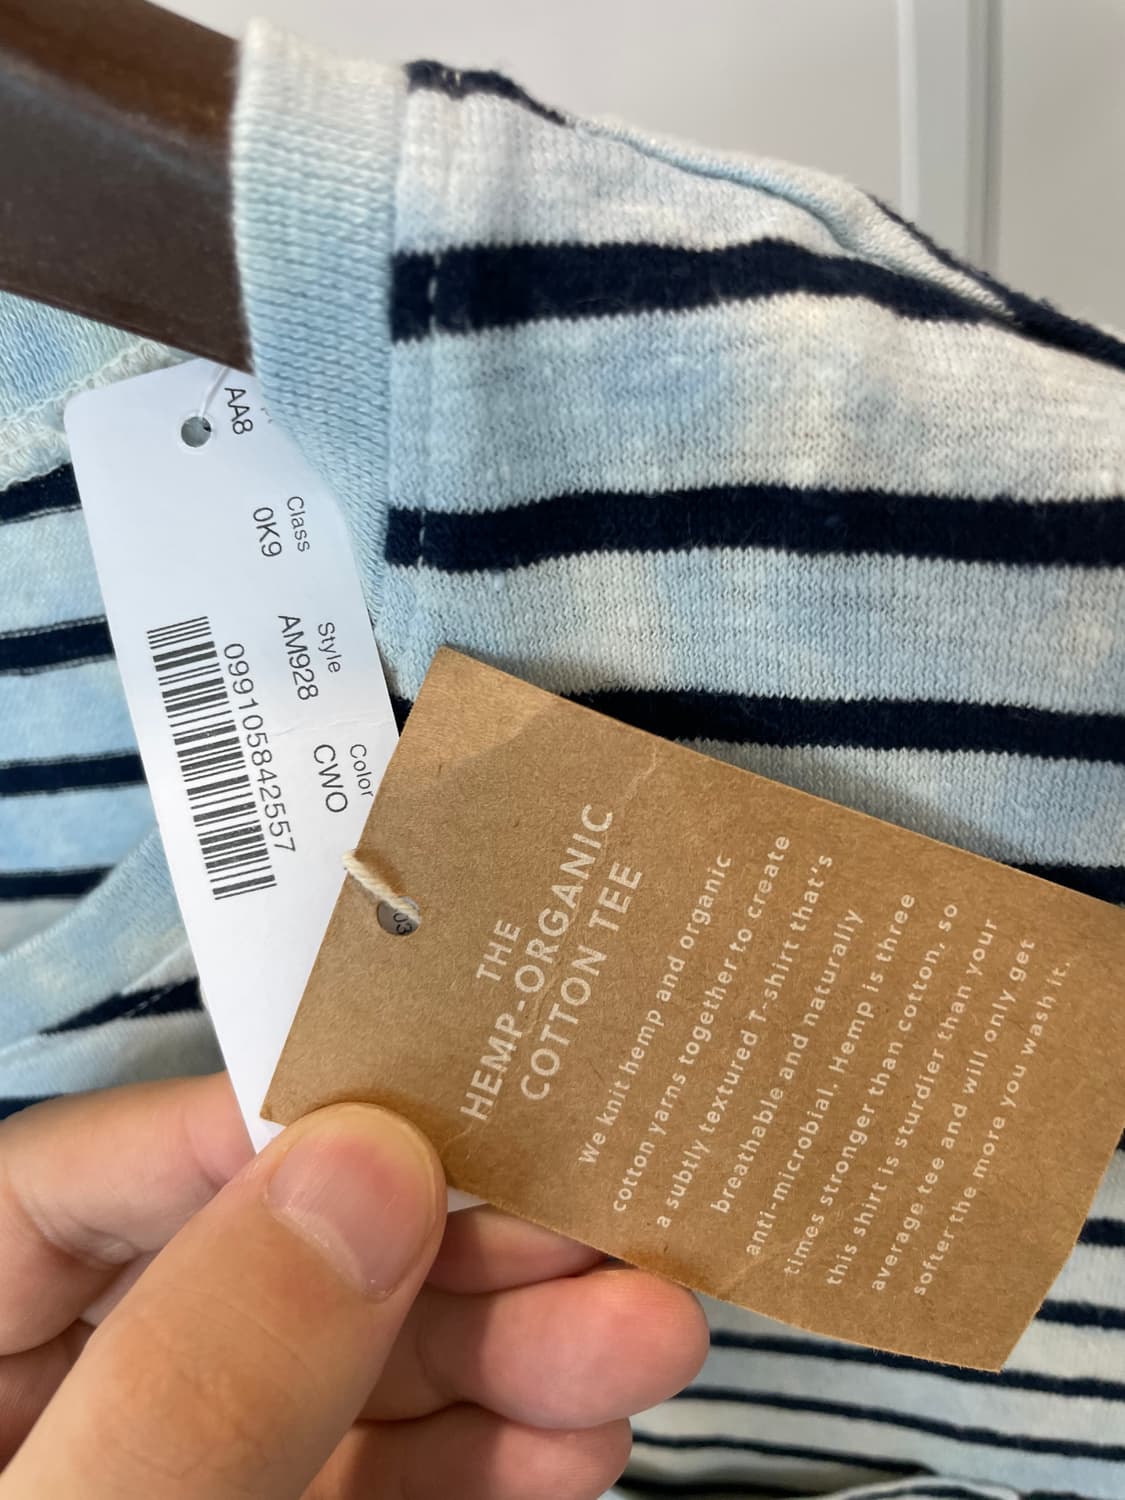 AA8
Class
0K9
Style
AM928
Color
CWO
099105842557
03
THE
HEMP-ORGANIC
COTTON TEE
We knit hemp and organic
cotton yarns together to create
a subtly textured T-shirt that's
breathable and naturally
anti-microbial. Hemp is three
times stronger than cotton, so
this shirt is sturdier than your
average tee and will only get
softer the more you wash it.